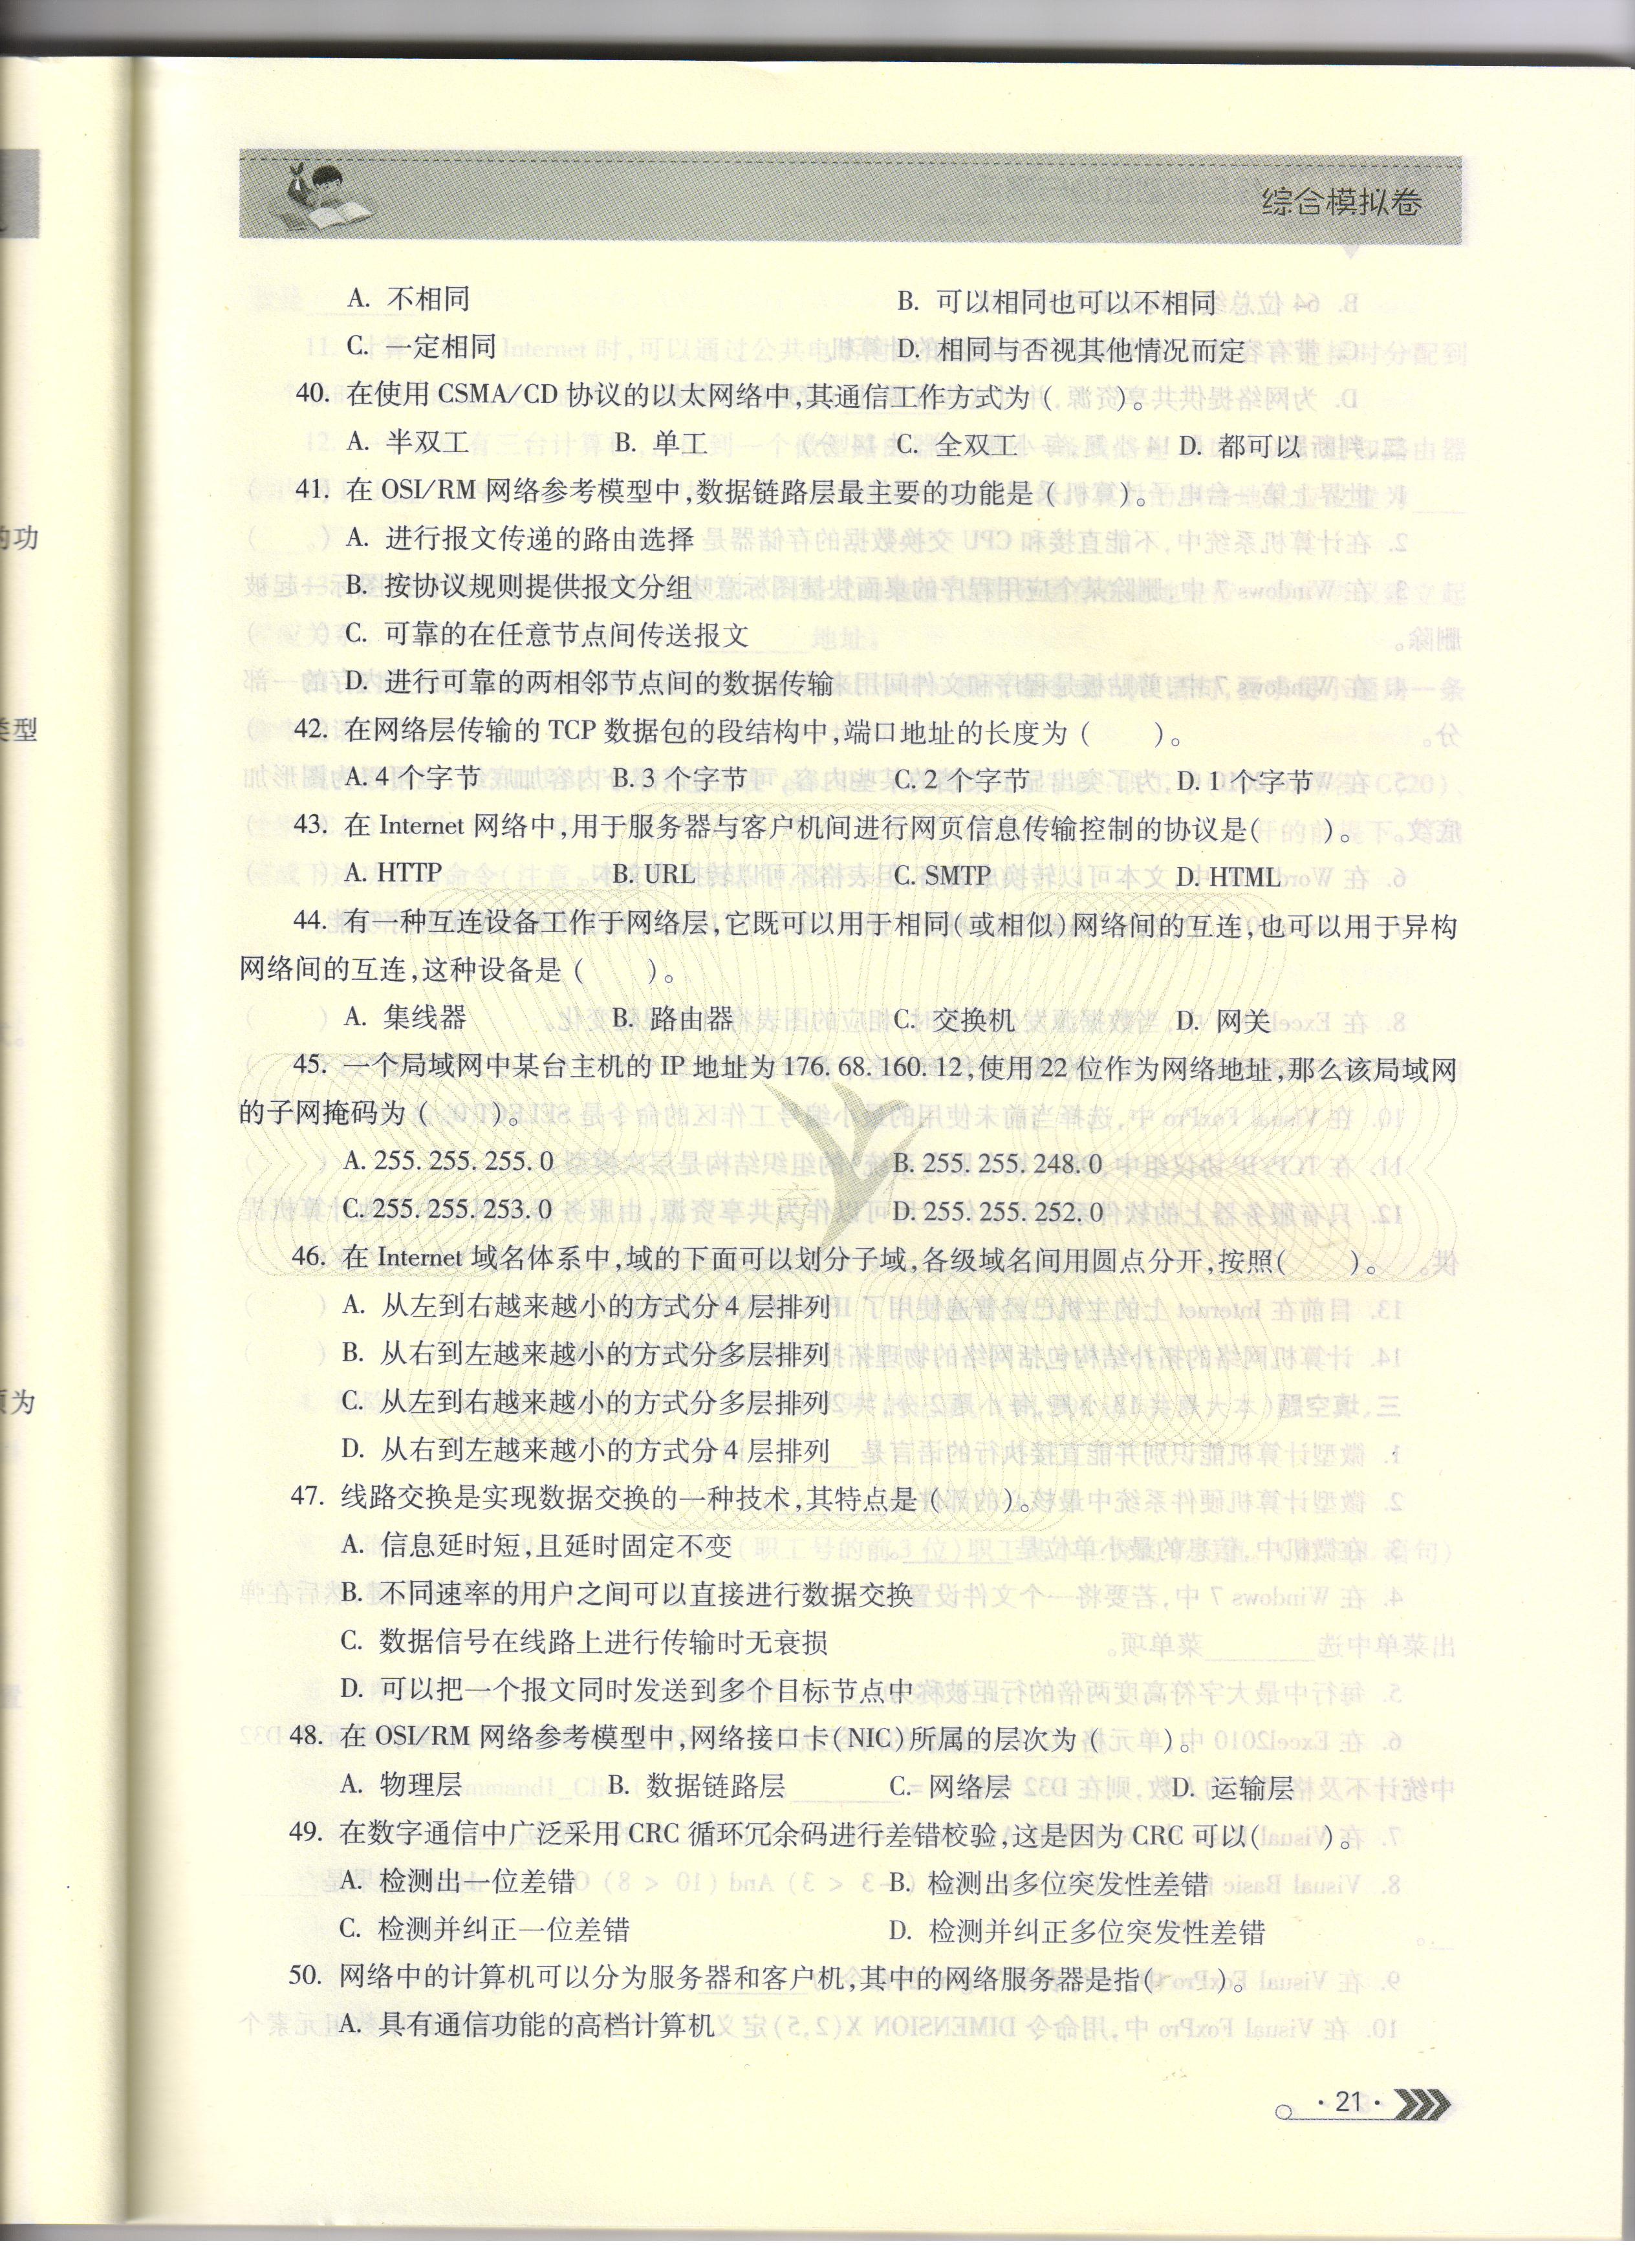 综合模拟卷
A. 不相同 B. 可以相同也可以不相同
C. 一定相同 D. 相同与否视其他情况而定
40. 在使用 CSMA/CD 协议的以太网络中,其通信工作方式为（ ）。
A. 半双工 B. 单工 C. 全双工 D. 都可以
41. 在 OSI/RM 网络参考模型中,数据链路层最主要的功能是（ ）。
A. 进行报文传递的路由选择
B. 按协议规则提供报文分组
C. 可靠的在任意节点间传送报文
D. 进行可靠的两相邻节点间的数据传输
42. 在网络层传输的 TCP 数据包的段结构中,端口地址的长度为（ ）。
A. 4 个字节 B. 3 个字节 C. 2 个字节 D. 1 个字节
43. 在 Internet 网络中,用于服务器与客户机间进行网页信息传输控制的协议是( )。
A. HTTP B. URL C. SMTP D. HTML
44. 有一种互连设备工作于网络层,它既可以用于相同(或相似)网络间的互连,也可以用于异构
网络间的互连,这种设备是（ ）。
A. 集线器 B. 路由器 C. 交换机 D. 网关
45. 一个局域网中某台主机的 IP 地址为 176. 68. 160. 12,使用 22 位作为网络地址,那么该局域网
的子网掩码为（ ）。
A. 255. 255. 255. 0 B. 255. 255. 248. 0
C. 255. 255. 253. 0 D. 255. 255. 252. 0
46. 在 Internet 域名体系中,域的下面可以划分子域,各级域名间用圆点分开,按照( )。
A. 从左到右越来越小的方式分 4 层排列
B. 从右到左越来越小的方式分多层排列
C. 从左到右越来越小的方式分多层排列
D. 从右到左越来越小的方式分 4 层排列
47. 线路交换是实现数据交换的一种技术,其特点是（ ）。
A. 信息延时短,且延时固定不变
B. 不同速率的用户之间可以直接进行数据交换
C. 数据信号在线路上进行传输时无衰损
D. 可以把一个报文同时发送到多个目标节点中
48. 在 OSI/RM 网络参考模型中,网络接口卡(NIC)所属的层次为（ ）。
A. 物理层 B. 数据链路层 C. 网络层 D. 运输层
49. 在数字通信中广泛采用 CRC 循环冗余码进行差错校验,这是因为 CRC 可以( )。
A. 检测出一位差错 B. 检测出多位突发性差错
C. 检测并纠正一位差错 D. 检测并纠正多位突发性差错
50. 网络中的计算机可以分为服务器和客户机,其中的网络服务器是指( )。
A. 具有通信功能的高档计算机
· 21 ·